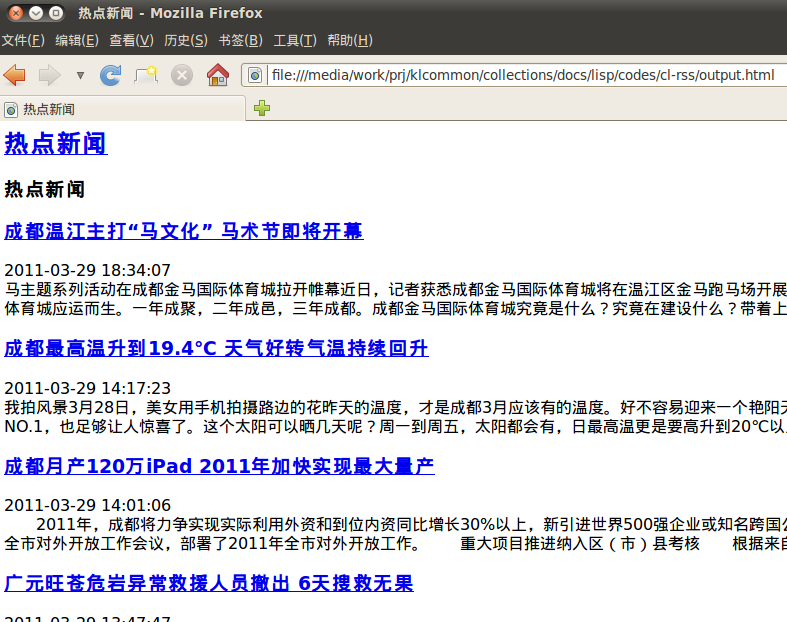 热点新闻 - Mozilla Firefox
文件(F) 编辑(E) 查看(V) 历史(S) 书签(B) 工具(T) 帮助(H)
file:///media/work/prj/klcommon/collections/docs/lisp/codes/cl-rss/output.html
热点新闻
热点新闻
热点新闻
成都温江主打“马文化” 马术节即将开幕
2011-03-29 18:34:07
马主题系列活动在成都金马国际体育城拉开帷幕近日，记者获悉成都金马国际体育城将在温江区金马跑马场开展
体育城应运而生。一年成聚，二年成邑，三年成都。成都金马国际体育城究竟是什么？究竟在建设什么？带着上
成都最高温升到19.4℃ 天气好转气温持续回升
2011-03-29 14:17:23
我拍风景3月28日，美女用手机拍摄路边的花昨天的温度，才是成都3月应该有的温度。好不容易迎来一个艳阳天
NO.1，也足够让人惊喜了。这个太阳可以晒几天呢？周一到周五，太阳都会有，日最高温更是要高升到20℃以
成都月产120万iPad 2011年加快实现最大量产
2011-03-29 14:01:06
2011年，成都将力争实现实际利用外资和到位内资同比增长30%以上，新引进世界500强企业或知名跨国公
全市对外开放工作会议，部署了2011年全市对外开放工作。 重大项目推进纳入区（市）县考核 根据来自
广元旺苍危岩异常救援人员撤出 6天搜救无果
2011-03-29 13:47:47